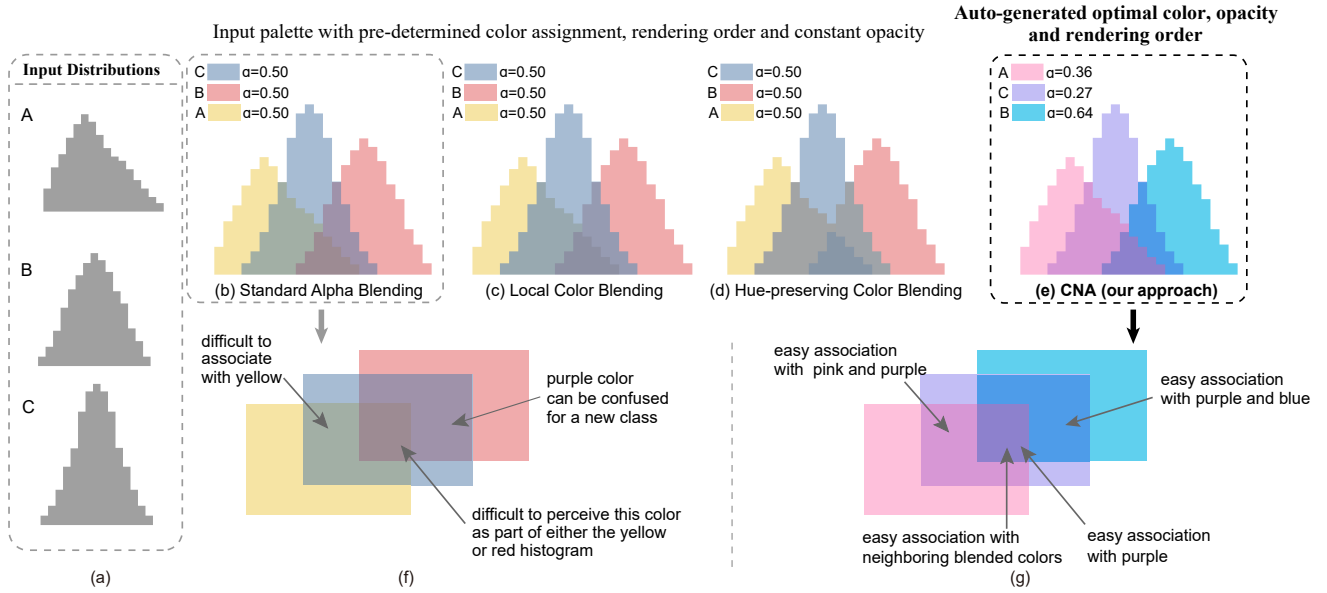 Input palette with pre-determined color assignment, rendering order and constant opacity
Auto-generated optimal color, opacity
and rendering order
Input Distributions
A
B
C
(a)
C α=0.50
B α=0.50
A α=0.50
(b) Standard Alpha Blending
C α=0.50
B α=0.50
A α=0.50
(c) Local Color Blending
C α=0.50
B α=0.50
A α=0.50
(d) Hue-preserving Color Blending
A α=0.36
C α=0.27
B α=0.64
(e) CNA (our approach)
difficult to
associate
with yellow
purple color
can be confused
for a new class
difficult to perceive this color
as part of either the yellow
or red histogram
(f)
easy association
with pink and purple
easy association
with purple and blue
easy association with
neighboring blended colors
easy association
with purple
(g)